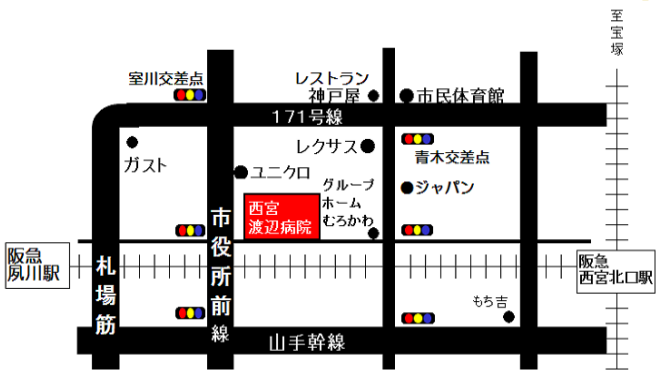 至宝塚
室川交差点
レストラン
神戸屋
市民体育館
171号線
ガスト
レクサス
青木交差点
ユニクロ
グループ
ホーム
むろかわ
ジャパン
西宮
渡辺病院
市役所前線
札場筋
阪急
夙川駅
阪急
西宮北口駅
もち吉
山手幹線